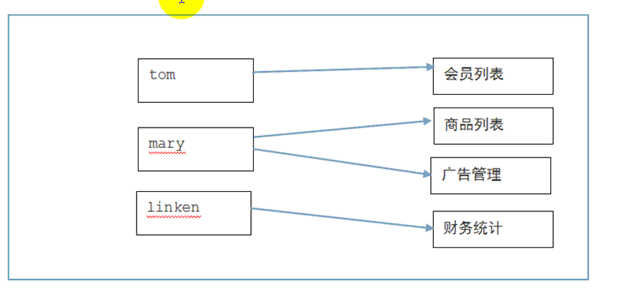 tom
会员列表
商品列表
mary
广告管理
linken
财务统计